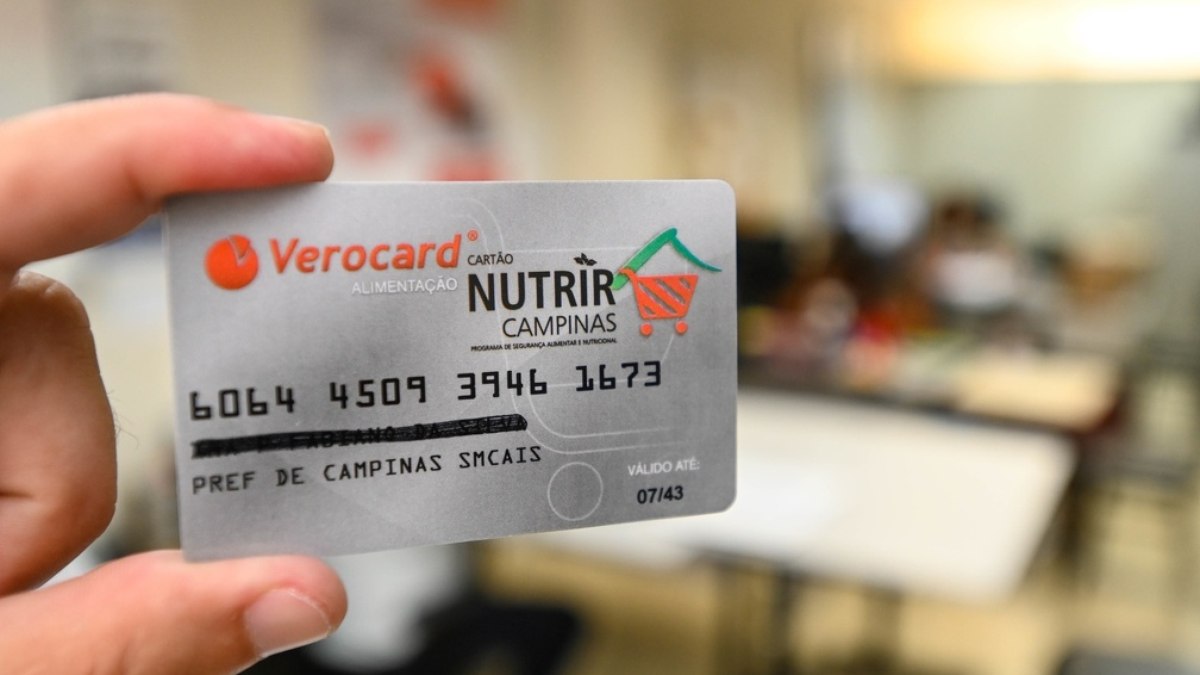 Verocard®
ALIMENTAÇÃO
CARTÃO
NUTRIR
CAMPINAS
PROGRAMA DE SEGURANÇA ALIMENTAR E NUTRICIONAL
6064 4509 3946 1673
PREF DE CAMPINAS SMCAIS
VÁLIDO ATÉ:
07/43